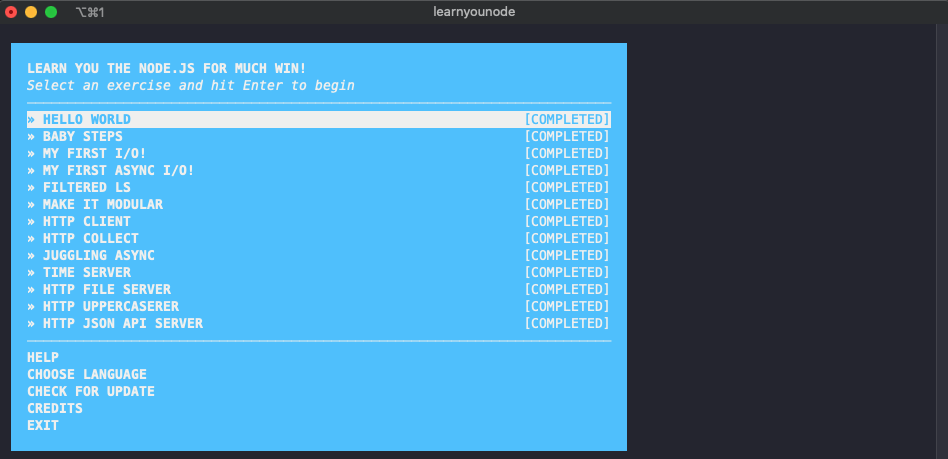 ⌥⌘1 learnyounode
LEARN YOU THE NODE.JS FOR MUCH WIN!
Select an exercise and hit Enter to begin
» HELLO WORLD [COMPLETED]
» BABY STEPS [COMPLETED]
» MY FIRST I/O! [COMPLETED]
» MY FIRST ASYNC I/O! [COMPLETED]
» FILTERED LS [COMPLETED]
» MAKE IT MODULAR [COMPLETED]
» HTTP CLIENT [COMPLETED]
» HTTP COLLECT [COMPLETED]
» JUGGLING ASYNC [COMPLETED]
» TIME SERVER [COMPLETED]
» HTTP FILE SERVER [COMPLETED]
» HTTP UPPERCASERER [COMPLETED]
» HTTP JSON API SERVER [COMPLETED]
HELP
CHOOSE LANGUAGE
CHECK FOR UPDATE
CREDITS
EXIT